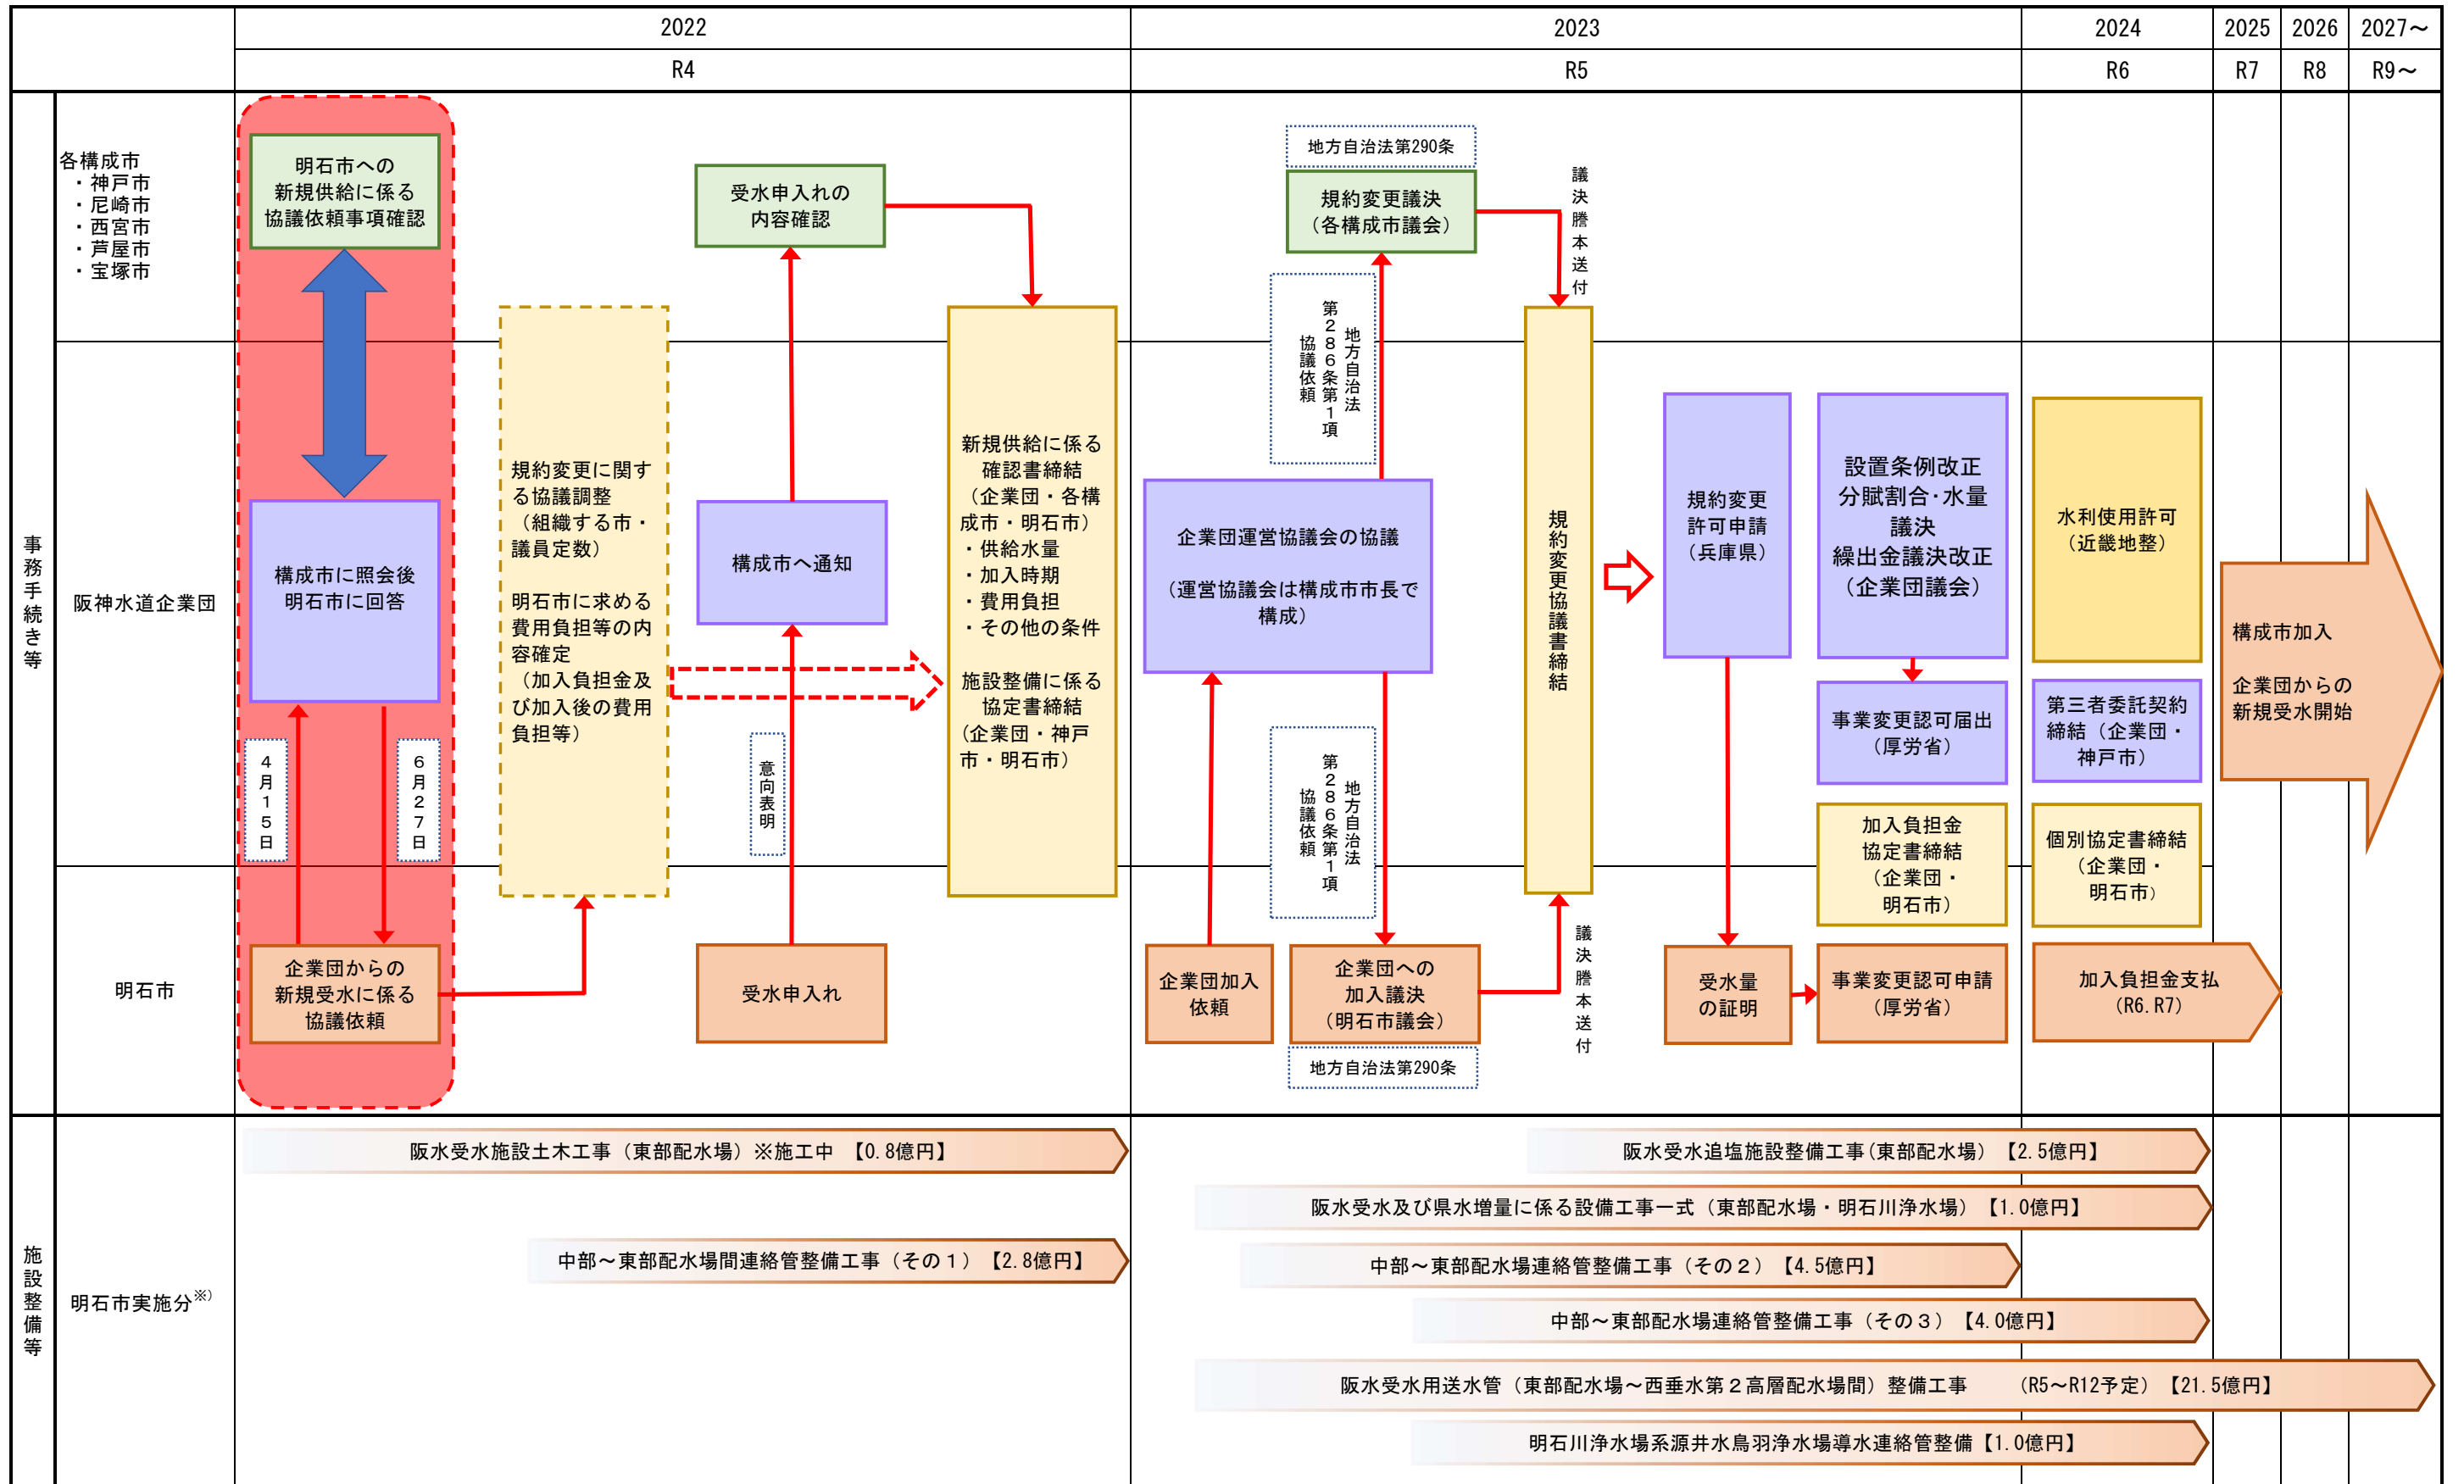 2022
2023
2024
2025
2026
2027～
R4
R5
R6
R7
R8
R9～
事務手続き等
各構成市
・神戸市
・尼崎市
・西宮市
・芦屋市
・宝塚市
明石市への
新規供給に係る
協議依頼事項確認
受水申入れの
内容確認
地方自治法第290条
規約変更議決
（各構成市議会）
議決謄本送付
地方自治法
第２８６条第１項
協議依頼
阪神水道企業団
構成市に照会後
明石市に回答
４月１５日
６月２７日
規約変更に関す
る協議調整
（組織する市・
議員定数）
明石市に求める
費用負担等の内
容確定
（加入負担金及
び加入後の費用
負担等）
構成市へ通知
意向表明
新規供給に係る
確認書締結
（企業団・各構
成市・明石市）
・供給水量
・加入時期
・費用負担
・その他の条件
施設整備に係る
協定書締結
(企業団・神戸
市・明石市）
企業団運営協議会の協議
（運営協議会は構成市市長で
構成）
地方自治法
第２８６条第１項
協議依頼
規約変更協議書締結
規約変更
許可申請
（兵庫県）
設置条例改正
分賦割合･水量
議決
繰出金議決改正
（企業団議会）
事業変更認可届出
（厚労省）
加入負担金
協定書締結
（企業団・
明石市）
水利使用許可
（近畿地整）
第三者委託契約
締結（企業団・
神戸市）
個別協定書締結
（企業団・
明石市）
構成市加入
企業団からの
新規受水開始
明石市
企業団からの
新規受水に係る
協議依頼
受水申入れ
企業団加入
依頼
企業団への
加入議決
（明石市議会）
地方自治法第290条
議決謄本送付
受水量
の証明
事業変更認可申請
（厚労省）
加入負担金支払
（R6.R7）
施設整備等
明石市実施分※）
阪水受水施設土木工事（東部配水場）※施工中 【0.8億円】
阪水受水追塩施設整備工事(東部配水場）【2.5億円】
阪水受水及び県水増量に係る設備工事一式（東部配水場・明石川浄水場）【1.0億円】
中部～東部配水場間連絡管整備工事（その１）【2.8億円】
中部～東部配水場連絡管整備工事（その２）【4.5億円】
中部～東部配水場連絡管整備工事（その３）【4.0億円】
阪水受水用送水管（東部配水場～西垂水第２高層配水場間）整備工事　　（R5～R12予定）【21.5億円】
明石川浄水場系源井水鳥羽浄水場導水連絡管整備【1.0億円】